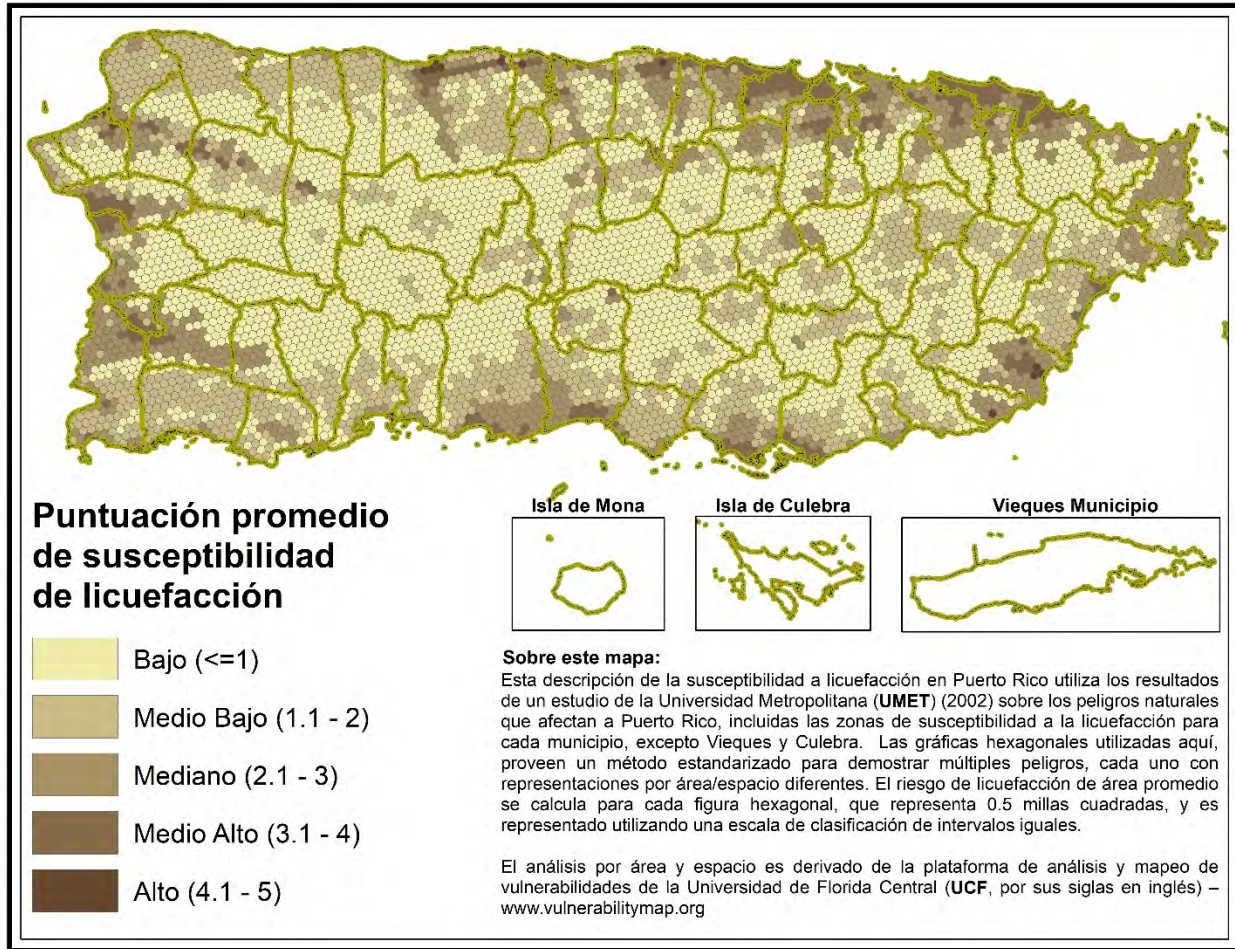 Isla de Mona
Isla de Culebra
Vieques Municipio
Puntuación promedio
de susceptibilidad
de licuefacción
Bajo (<=1)
Medio Bajo (1.1 - 2)
Mediano (2.1 - 3)
Medio Alto (3.1 - 4)
Alto (4.1 - 5)
Sobre este mapa:
Esta descripción de la susceptibilidad a licuefacción en Puerto Rico utiliza los resultados
de un estudio de la Universidad Metropolitana (UMET) (2002) sobre los peligros naturales
que afectan a Puerto Rico, incluidas las zonas de susceptibilidad a la licuefacción para
cada municipio, excepto Vieques y Culebra. Las gráficas hexagonales utilizadas aquí,
proveen un método estandarizado para demostrar múltiples peligros, cada uno con
representaciones por área/espacio diferentes. El riesgo de licuefacción de área promedio
se calcula para cada figura hexagonal, que representa 0.5 millas cuadradas, y es
representado utilizando una escala de clasificación de intervalos iguales.
El análisis por área y espacio es derivado de la plataforma de análisis y mapeo de
vulnerabilidades de la Universidad de Florida Central (UCF, por sus siglas en inglés) –
www.vulnerabilitymap.org